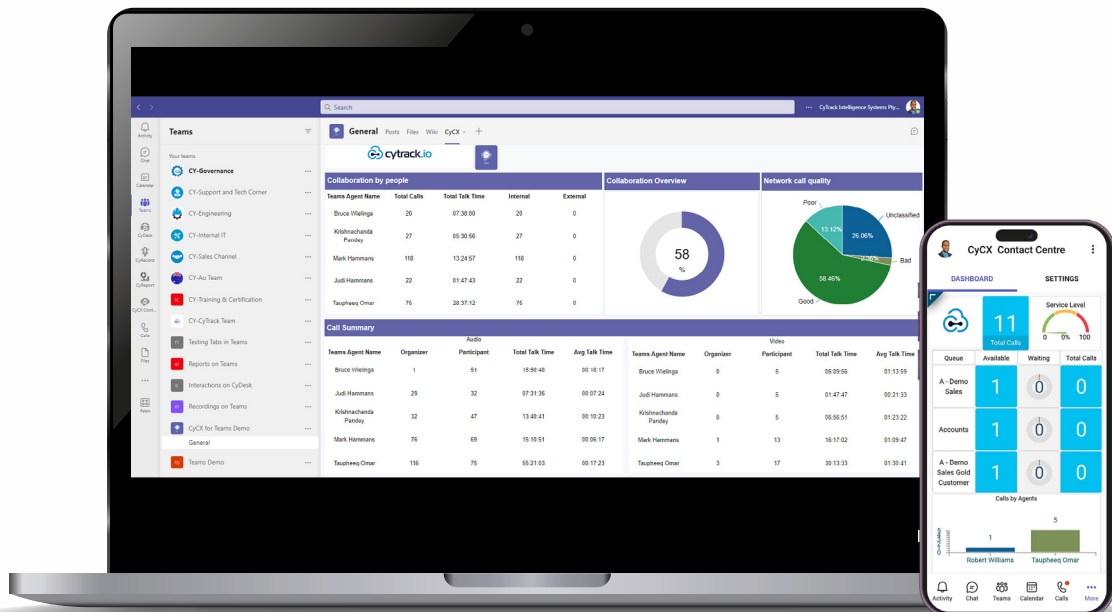 Search
CyTrack Intelligence Systems Pty...
Activity
Chat
Calendar
Teams
CyDesk
CyRecord
CyReport
CyCX Cont...
Calls
Files
Apps
Teams
Your teams
CY-Governance
CY-Support and Tech Corner
CY-Engineering
CY-Internal IT
CY-Sales Channel
CY-Au Team
CY-Training & Certification
CY-CyTrack Team
Testing Tabs in Teams
Reports on Teams
Interactions on CyDesk
Recordings on Teams
CyCX for Teams Demo
General
Teams Demo
General Posts Files Wiki CyCX
cytrack.io
Collaboration by people
Teams Agent Name Total Calls Total Talk Time Internal External
Bruce Wielinga 20 07:38:00 20 0
Krishnachanda Pandey 27 05:30:56 27 0
Mark Hammans 118 13:24:57 118 0
Judi Hammans 22 01:47:43 22 0
Taupheeq Omar 76 28:37:12 76 0
Collaboration Overview
58
%
Network call quality
Poor
Unclassified
13.12%
26.06%
Bad
58.46%
Good
Call Summary
Audio
Teams Agent Name Organizer Participant Total Talk Time Avg Talk Time
Bruce Wielinga 1 51 15:50:48 00:18:17
Judi Hammans 29 32 07:31:36 00:07:24
Krishnachanda Pandey 32 47 13:40:41 00:10:23
Mark Hammans 76 69 15:10:51 00:06:17
Taupheeq Omar 116 75 55:21:03 00:17:23
Video
Teams Agent Name Organizer Participant Total Talk Time Avg Talk Time
Bruce Wielinga 0 5 06:09:56 01:13:59
Judi Hammans 0 5 01:47:47 00:21:33
Krishnachanda Pandey 0 5 06:56:51 01:23:22
Mark Hammans 1 13 16:17:02 01:09:47
Taupheeq Omar 3 17 30:13:33 01:30:41
CyCX Contact Centre
DASHBOARD SETTINGS
11
Total Calls
Service Level
0 0% 100
Queue Available Waiting Total Calls
A - Demo Sales 1 0 0
Accounts 1 0 0
A - Demo Sales Gold Customer 1 0 0
Calls by Agents
1
5
Robert Williams Taupheeq Omar
Activity Chat Teams Calendar Calls More